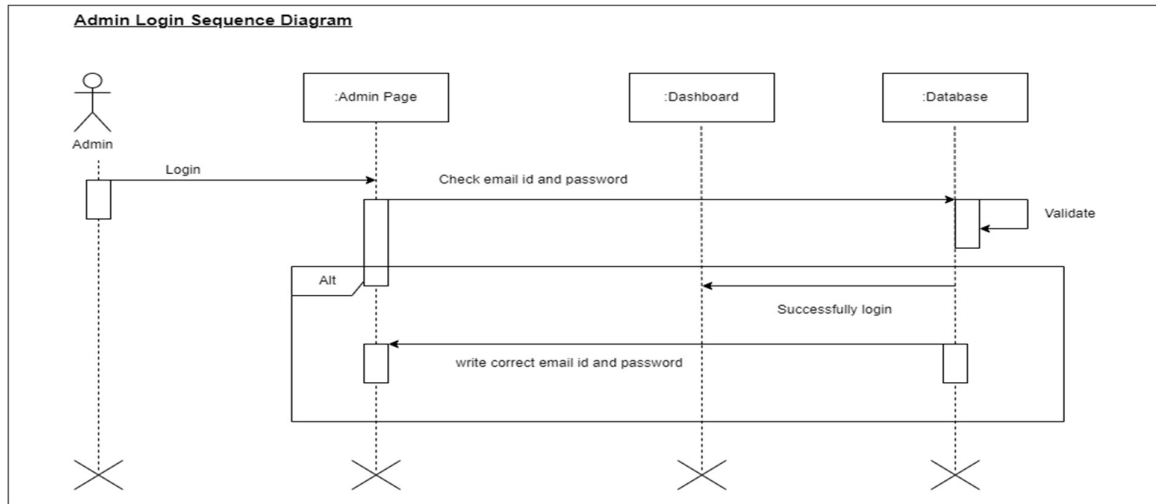 Admin Login Sequence Diagram
:Admin Page
:Dashboard
:Database
Admin
Login
Check email id and password
Validate
Alt
Successfully login
write correct email id and password